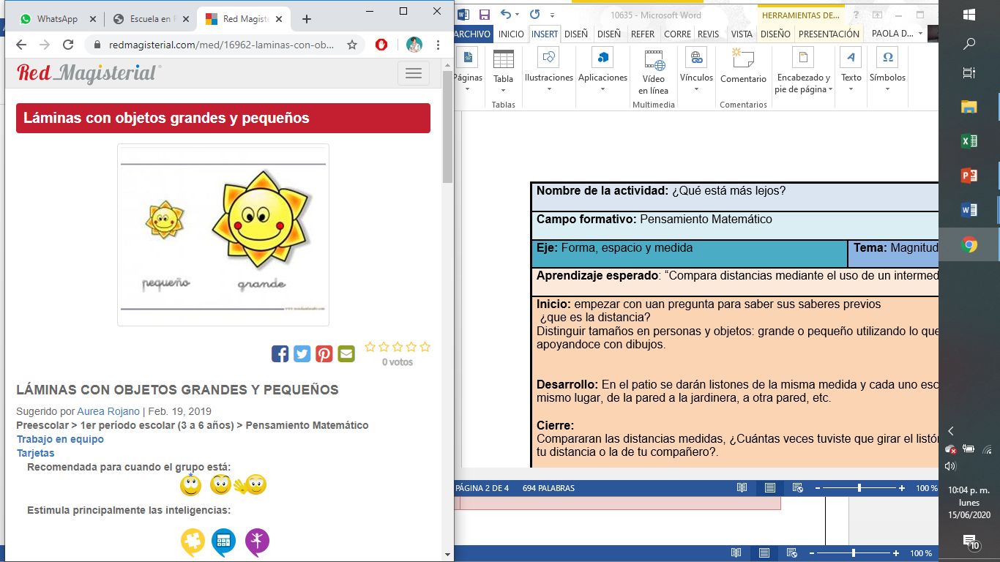 WhatsApp
Escuela en
Red Magiste
redmagisterial.com/med/16962-laminas-con-ob...
Red_Magisterial
Láminas con objetos grandes y pequeños
pequeño grande
0 votos
LÁMINAS CON OBJETOS GRANDES Y PEQUEÑOS
Sugerido por Aurea Rojano | Feb. 19, 2019
Preescolar > 1er período escolar (3 a 6 años) > Pensamiento Matemático
Trabajo en equipo
Tarjetas
Recomendada para cuando el grupo está:
Estimula principalmente las inteligencias:
10635 - Microsoft Word
HERRAMIENTAS DE...
ARCHIVO INICIO INSERT DISEÑ DISEÑ REFER CORRE REVIS VISTA DISEÑO PRESENTACIÓN PAOLA D...
Páginas
Tabla
Ilustraciones
Aplicaciones
Vídeo
en línea
Vínculos
Comentario
Encabezado y
pie de página
Texto
Símbolos
Tablas
Multimedia
Comentarios
Nombre de la actividad: ¿Qué está más lejos?
Campo formativo: Pensamiento Matemático
Eje: Forma, espacio y medida
Tema: Magnitud
Aprendizaje esperado: “Compara distancias mediante el uso de un intermed
Inicio: empezar con uan pregunta para saber sus saberes previos
¿que es la distancia?
Distinguir tamaños en personas y objetos: grande o pequeño utilizando lo que
apoyandoce con dibujos.
Desarrollo: En el patio se darán listones de la misma medida y cada uno esc
mismo lugar, de la pared a la jardinera, a otra pared, etc.
Cierre:
Compararan las distancias medidas, ¿Cuántas veces tuviste que girar el listón
tu distancia o la de tu compañero?.
PÁGINA 2 DE 4 694 PALABRAS
100 %
100 %
10:04 p. m.
lunes
15/06/2020
10